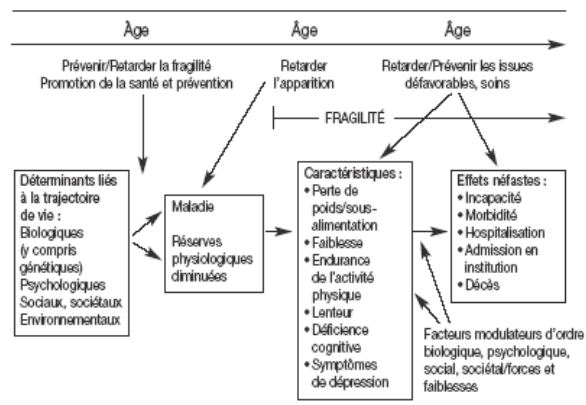 Âge
Âge
Âge
Prévenir/Retarder la fragilité
Promotion de la santé et prévention
Retarder
l'apparition
Retarder/Prévenir les issues
défavorables, soins
FRAGILITÉ
Déterminants liés
à la trajectoire
de vie :
Biologiques
(y compris
génétiques)
Psychologiques
Sociaux, sociétaux
Environnementaux
Maladie
Réserves
physiologiques
diminuées
Caractéristiques :
• Perte de
poids/sous-
alimentation
• Faiblesse
• Endurance
de l'activité
physique
• Lenteur
• Déficience
cognitive
• Symptômes
de dépression
Effets néfastes :
• Incapacité
• Morbidité
• Hospitalisation
• Admission en
institution
• Décès
Facteurs modulateurs d'ordre
biologique, psychologique,
social, sociétal/forces et
faiblesses